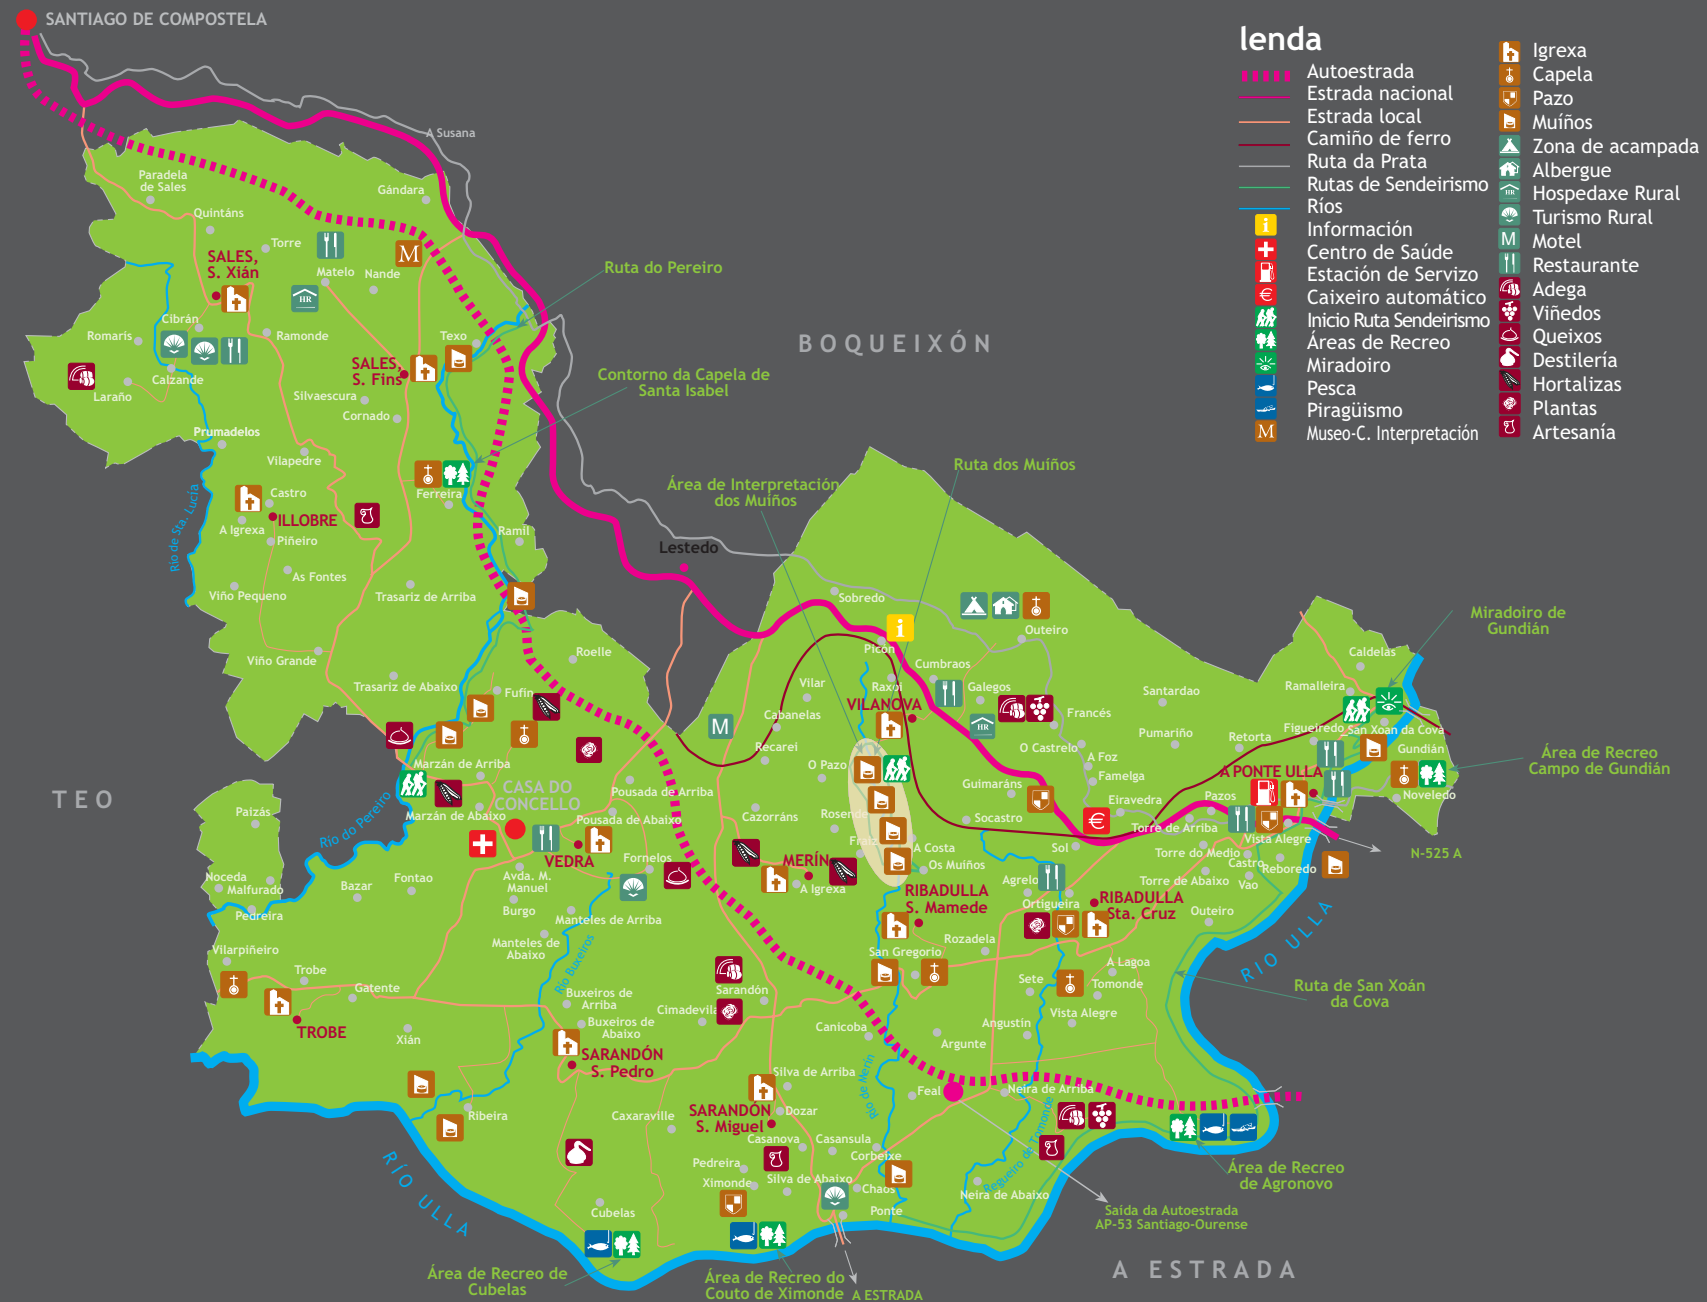 SANTIAGO DE COMPOSTELA
lenda
Autoestrada
Estrada nacional
Estrada local
Camiño de ferro
Ruta da Prata
Rutas de Sendeirismo
Ríos
i
Información
Centro de Saúde
Estación de Servizo
€
Caixeiro automático
Inicio Ruta Sendeirismo
Áreas de Recreo
Miradoiro
Pesca
Piragüismo
M
Museo-C. Interpretación
Igrexa
Capela
Pazo
Muíños
Zona de acampada
Albergue
HR
Hospedaxe Rural
Turismo Rural
M
Motel
Restaurante
Adega
Viñedos
Queixos
Destilería
Hortalizas
Plantas
Artesanía
A Susana
Paradela
de Sales
Gándara
Quintáns
Torre
SALES,
S. Xián
M
Matelo
Nande
HR
Ruta do Pereiro
Cibrán
Romaris
Ramonde
Texo
BOQUEIXÓN
Calzande
SALES,
S. Fins
Laraño
Silvaescura
Cornado
Contorno da Capela de
Santa Isabel
Prumadelos
Vilapedre
Río de Sta. Lucía
Castro
A Igrexa
ILLOBRE
Piñeiro
Ferreira
Ramil
As Fontes
Viño Pequeno
Trasariz de Arriba
Viño Grande
Roelle
Trasariz de Abaixo
Fufín
Área de Interpretación
dos Muíños
Ruta dos Muíños
Lestedo
Sobredo
i
Picón
Outeiro
Cumbraos
Raxoi
Galegos
VILANOVA
HR
Francés
Vilar
Cabanelas
M
Recarei
O Pazo
Santardao
Pumariño
O Castelo
A Foz
Famelga
Guimaráns
Eiravedra
€
Socastro
Sol
Retorta
Caldelas
Ramalleira
Figueiredo
San Xoan da Cova
Gundián
Miradoiro de
Gundián
Área de Recreo
Campo de Gundián
A PONTE ULLA
Noveledo
Pazos
Torre de Arriba
Vista Alegre
Torre do Medio
Castro
Reboredo
Torre de Abaixo
Vao
N-525 A
Outeiro
RIO ULLA
TEO
Marzán de Arriba
Marzán de Abaixo
Río do Pereiro
CASA DO
CONCELLO
Pousada de Arriba
Pousada de Abaixo
VEDRA
Fornelos
Avda. M.
Manuel
Burgo
Fontao
Bazar
Paizás
Noceda
Malfurado
Pedreira
Manteles de Arriba
Manteles de
Abaixo
Río Buxeiros
Cazorráns
Rosende
Fraiz
MERÍN
A Igrexa
A Costa
Os Muíños
RIBADULLA
S. Mamede
Agrelo
Ortigueira
RIBADULLA
Sta. Cruz
San Gregorio
Rozadela
A Lagoa
Sete
Tomonde
Vista Alegre
Angustín
Argunte
Ruta de San Xoán
da Cova
Vilarpiñeiro
Trobe
Gatente
TROBE
Xián
Buxeiros de
Arriba
Buxeiros de
Abaixo
Sarandón
Cimadevila
Canicoba
SARANDÓN
S. Pedro
Silva de Arriba
Río de Merín
Feal
Neira de Arriba
Ribeira
Caxaraville
SARANDÓN
S. Miguel
Dozar
Casanova
Casansula
Corbeixe
Pedreira
Silva de Abaixo
Ximonde
Chaos
Ponte
Regueiro de Tomonde
Neira de Abaixo
Área de Recreo
de Agronovo
Saida da Autoestrada
AP-53 Santiago-Ourense
RÍO ULLA
Cubelas
Área de Recreo de
Cubelas
Área de Recreo do
Couto de Ximonde
A ESTRADA
A ESTRADA